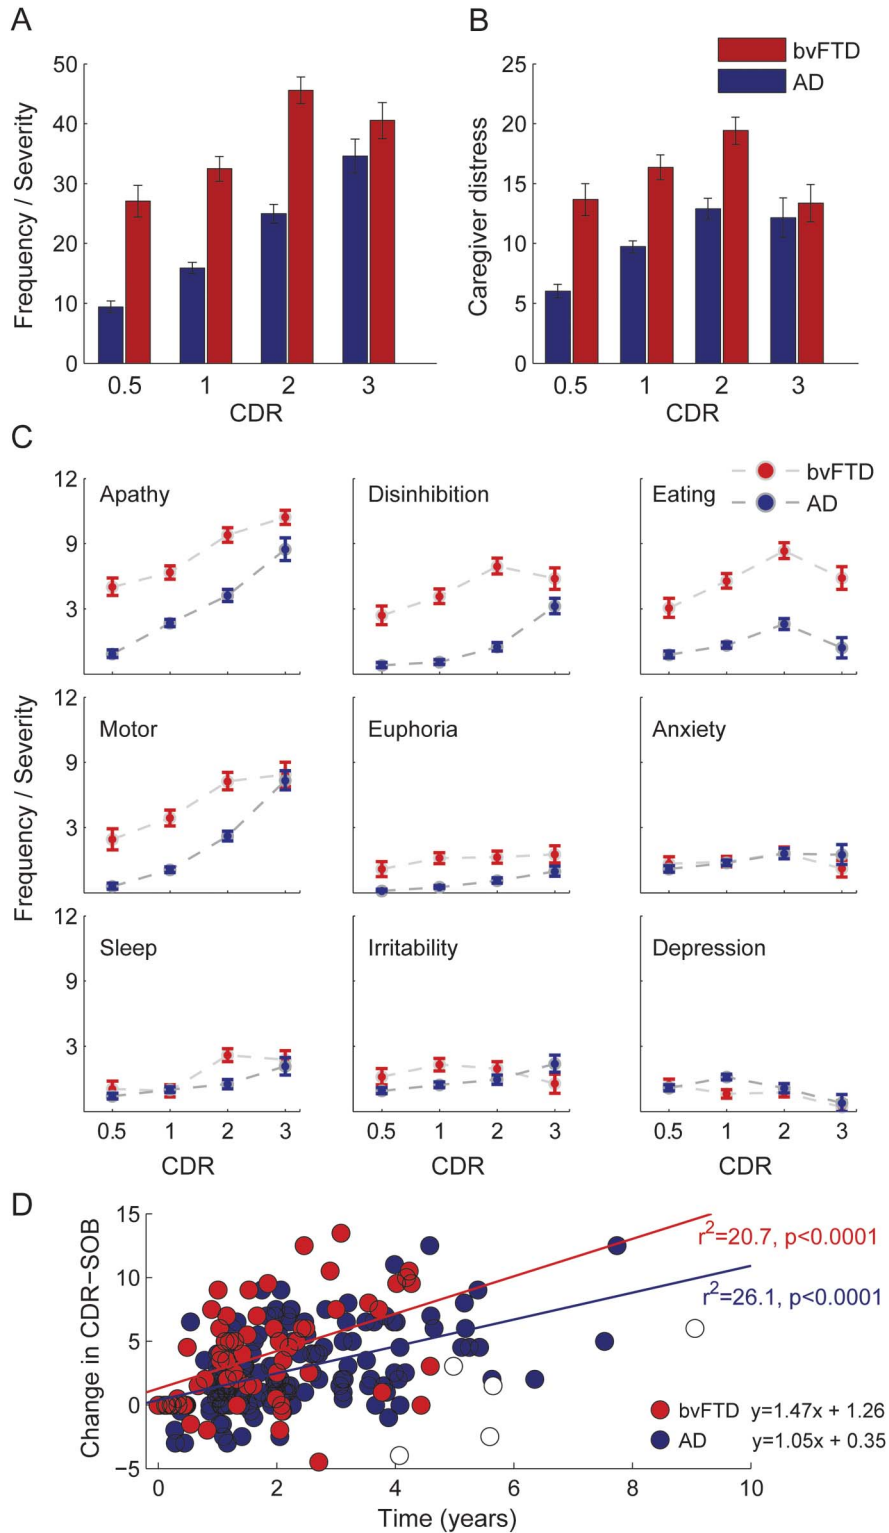 A
B
bvFTD
AD
Frequency / Severity
50
40
30
20
10
0
0.5 1 2 3
CDR
Caregiver distress
25
20
15
10
5
0
0.5 1 2 3
CDR
C
bvFTD
AD
Frequency / Severity
12
9
3
Apathy
Disinhibition
Eating
12
9
3
Motor
Euphoria
Anxiety
12
9
3
Sleep
Irritability
Depression
0.5 1 2 3
0.5 1 2 3
0.5 1 2 3
CDR
CDR
CDR
D
Change in CDR−SOB
15
10
5
0
−5
r²=20.7, p<0.0001
r²=26.1, p<0.0001
bvFTD y=1.47x + 1.26
AD y=1.05x + 0.35
0 2 4 6 8 10
Time (years)